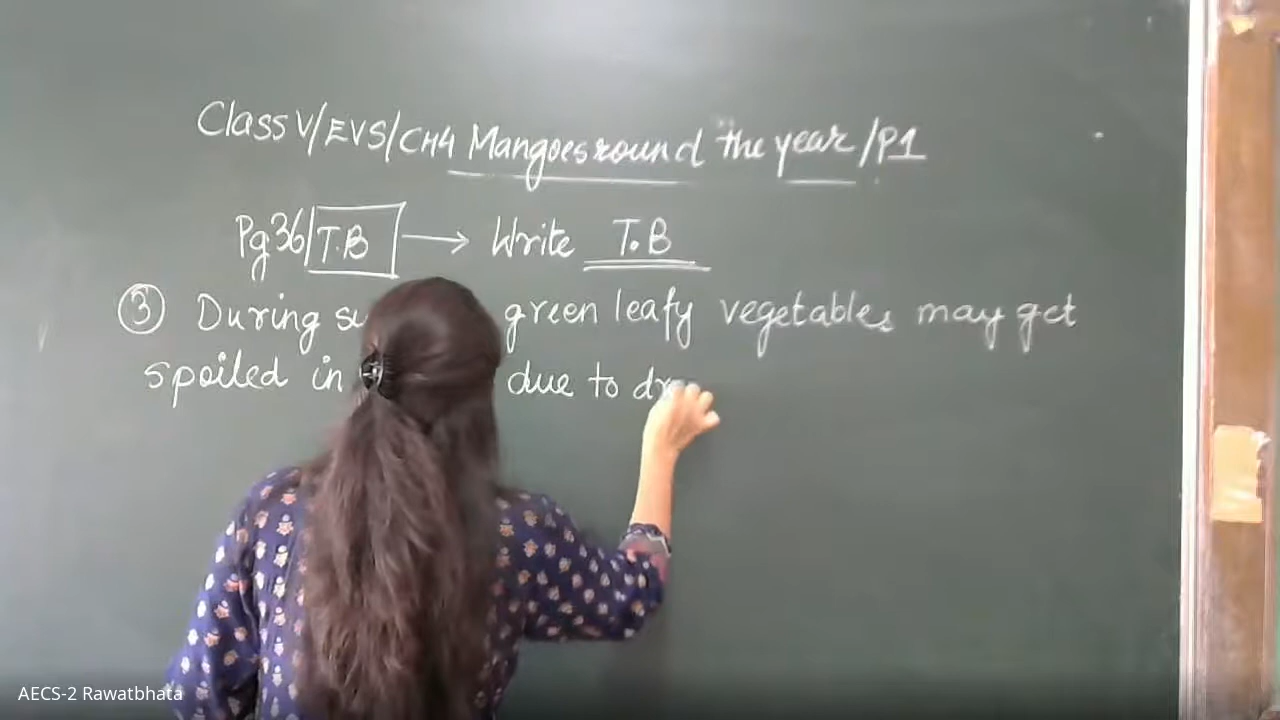 Class V/EVS/CH4 Mangoes round the year/P1
Pg36/T.B → Write T.B
③ During green leafy vegetables may get
spoiled in due to
AECS-2 Rawatbhata